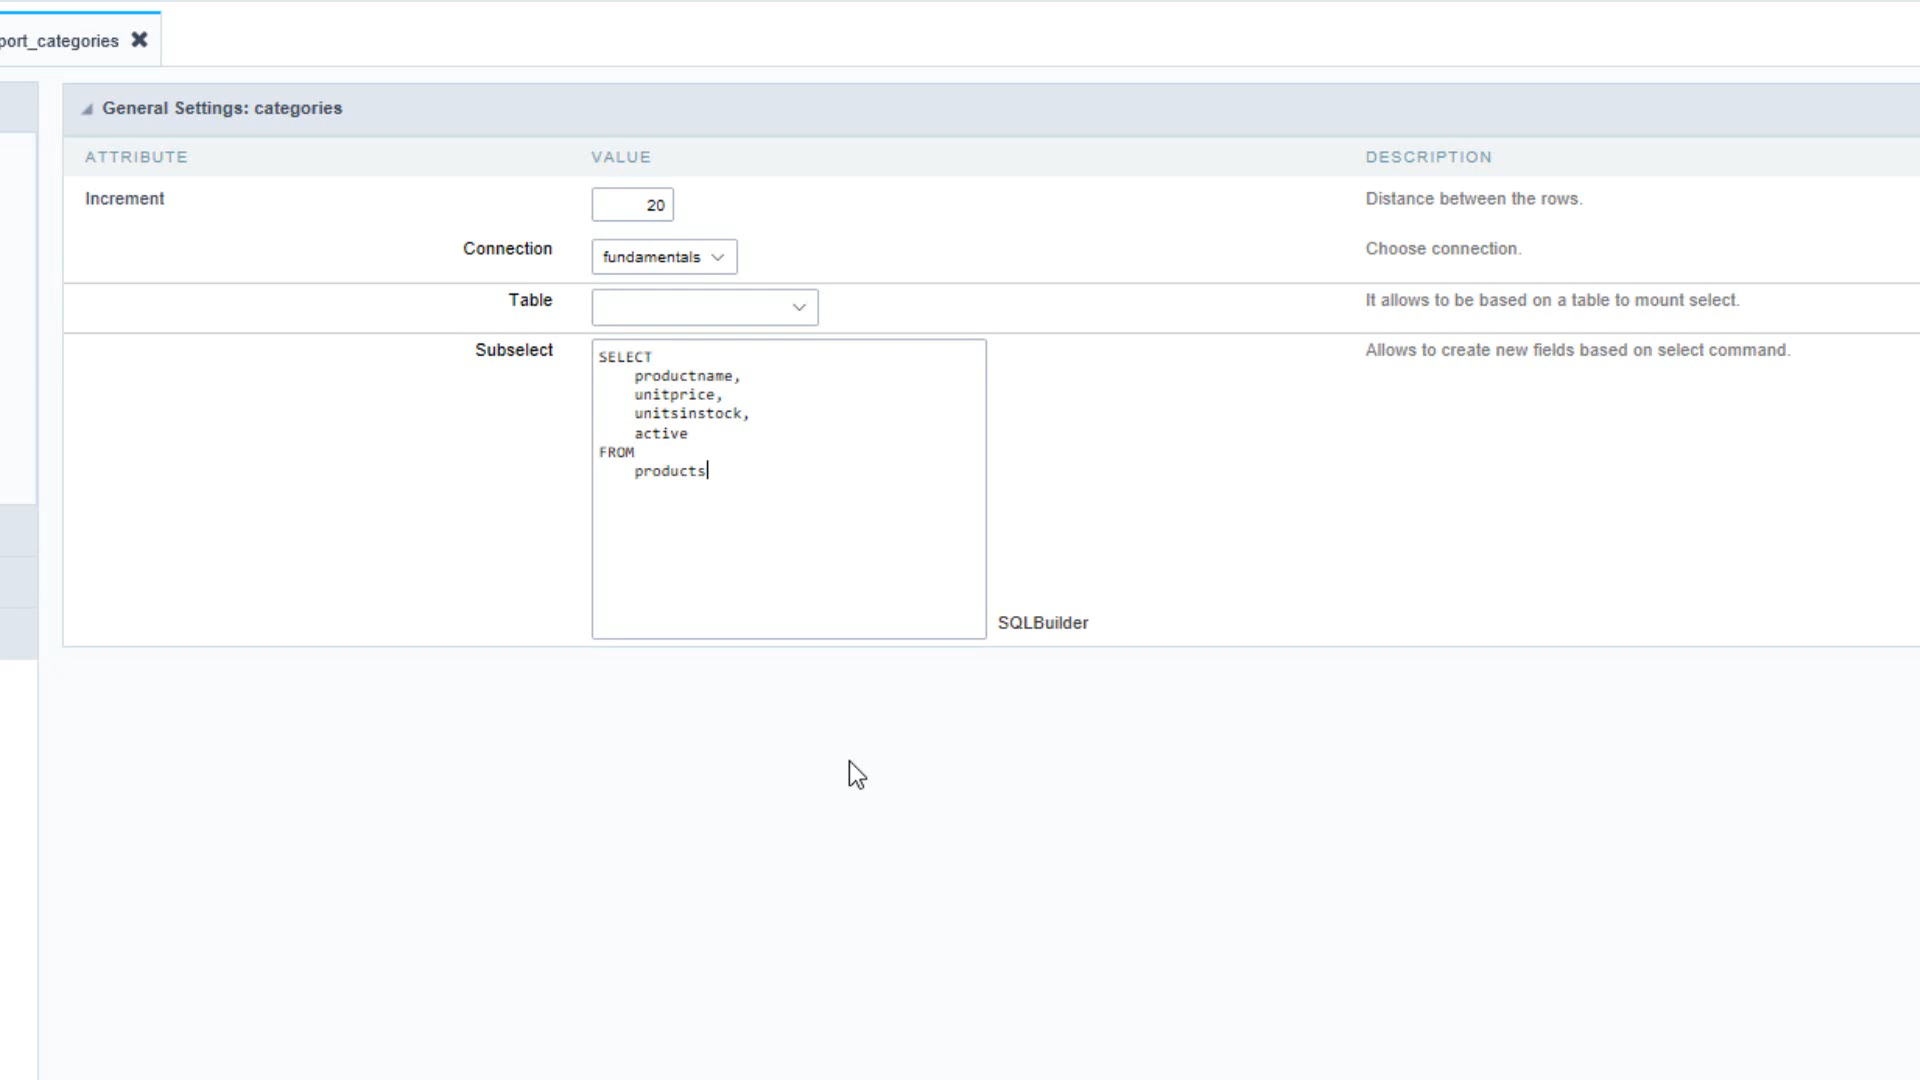 port_categories
General Settings: categories
ATTRIBUTE VALUE DESCRIPTION
Increment 20 Distance between the rows.
Connection fundamentals Choose connection.
Table It allows to be based on a table to mount select.
Subselect Allows to create new fields based on select command.
SELECT
productname,
unitprice,
unitsinstock,
active
FROM
products
SQLBuilder